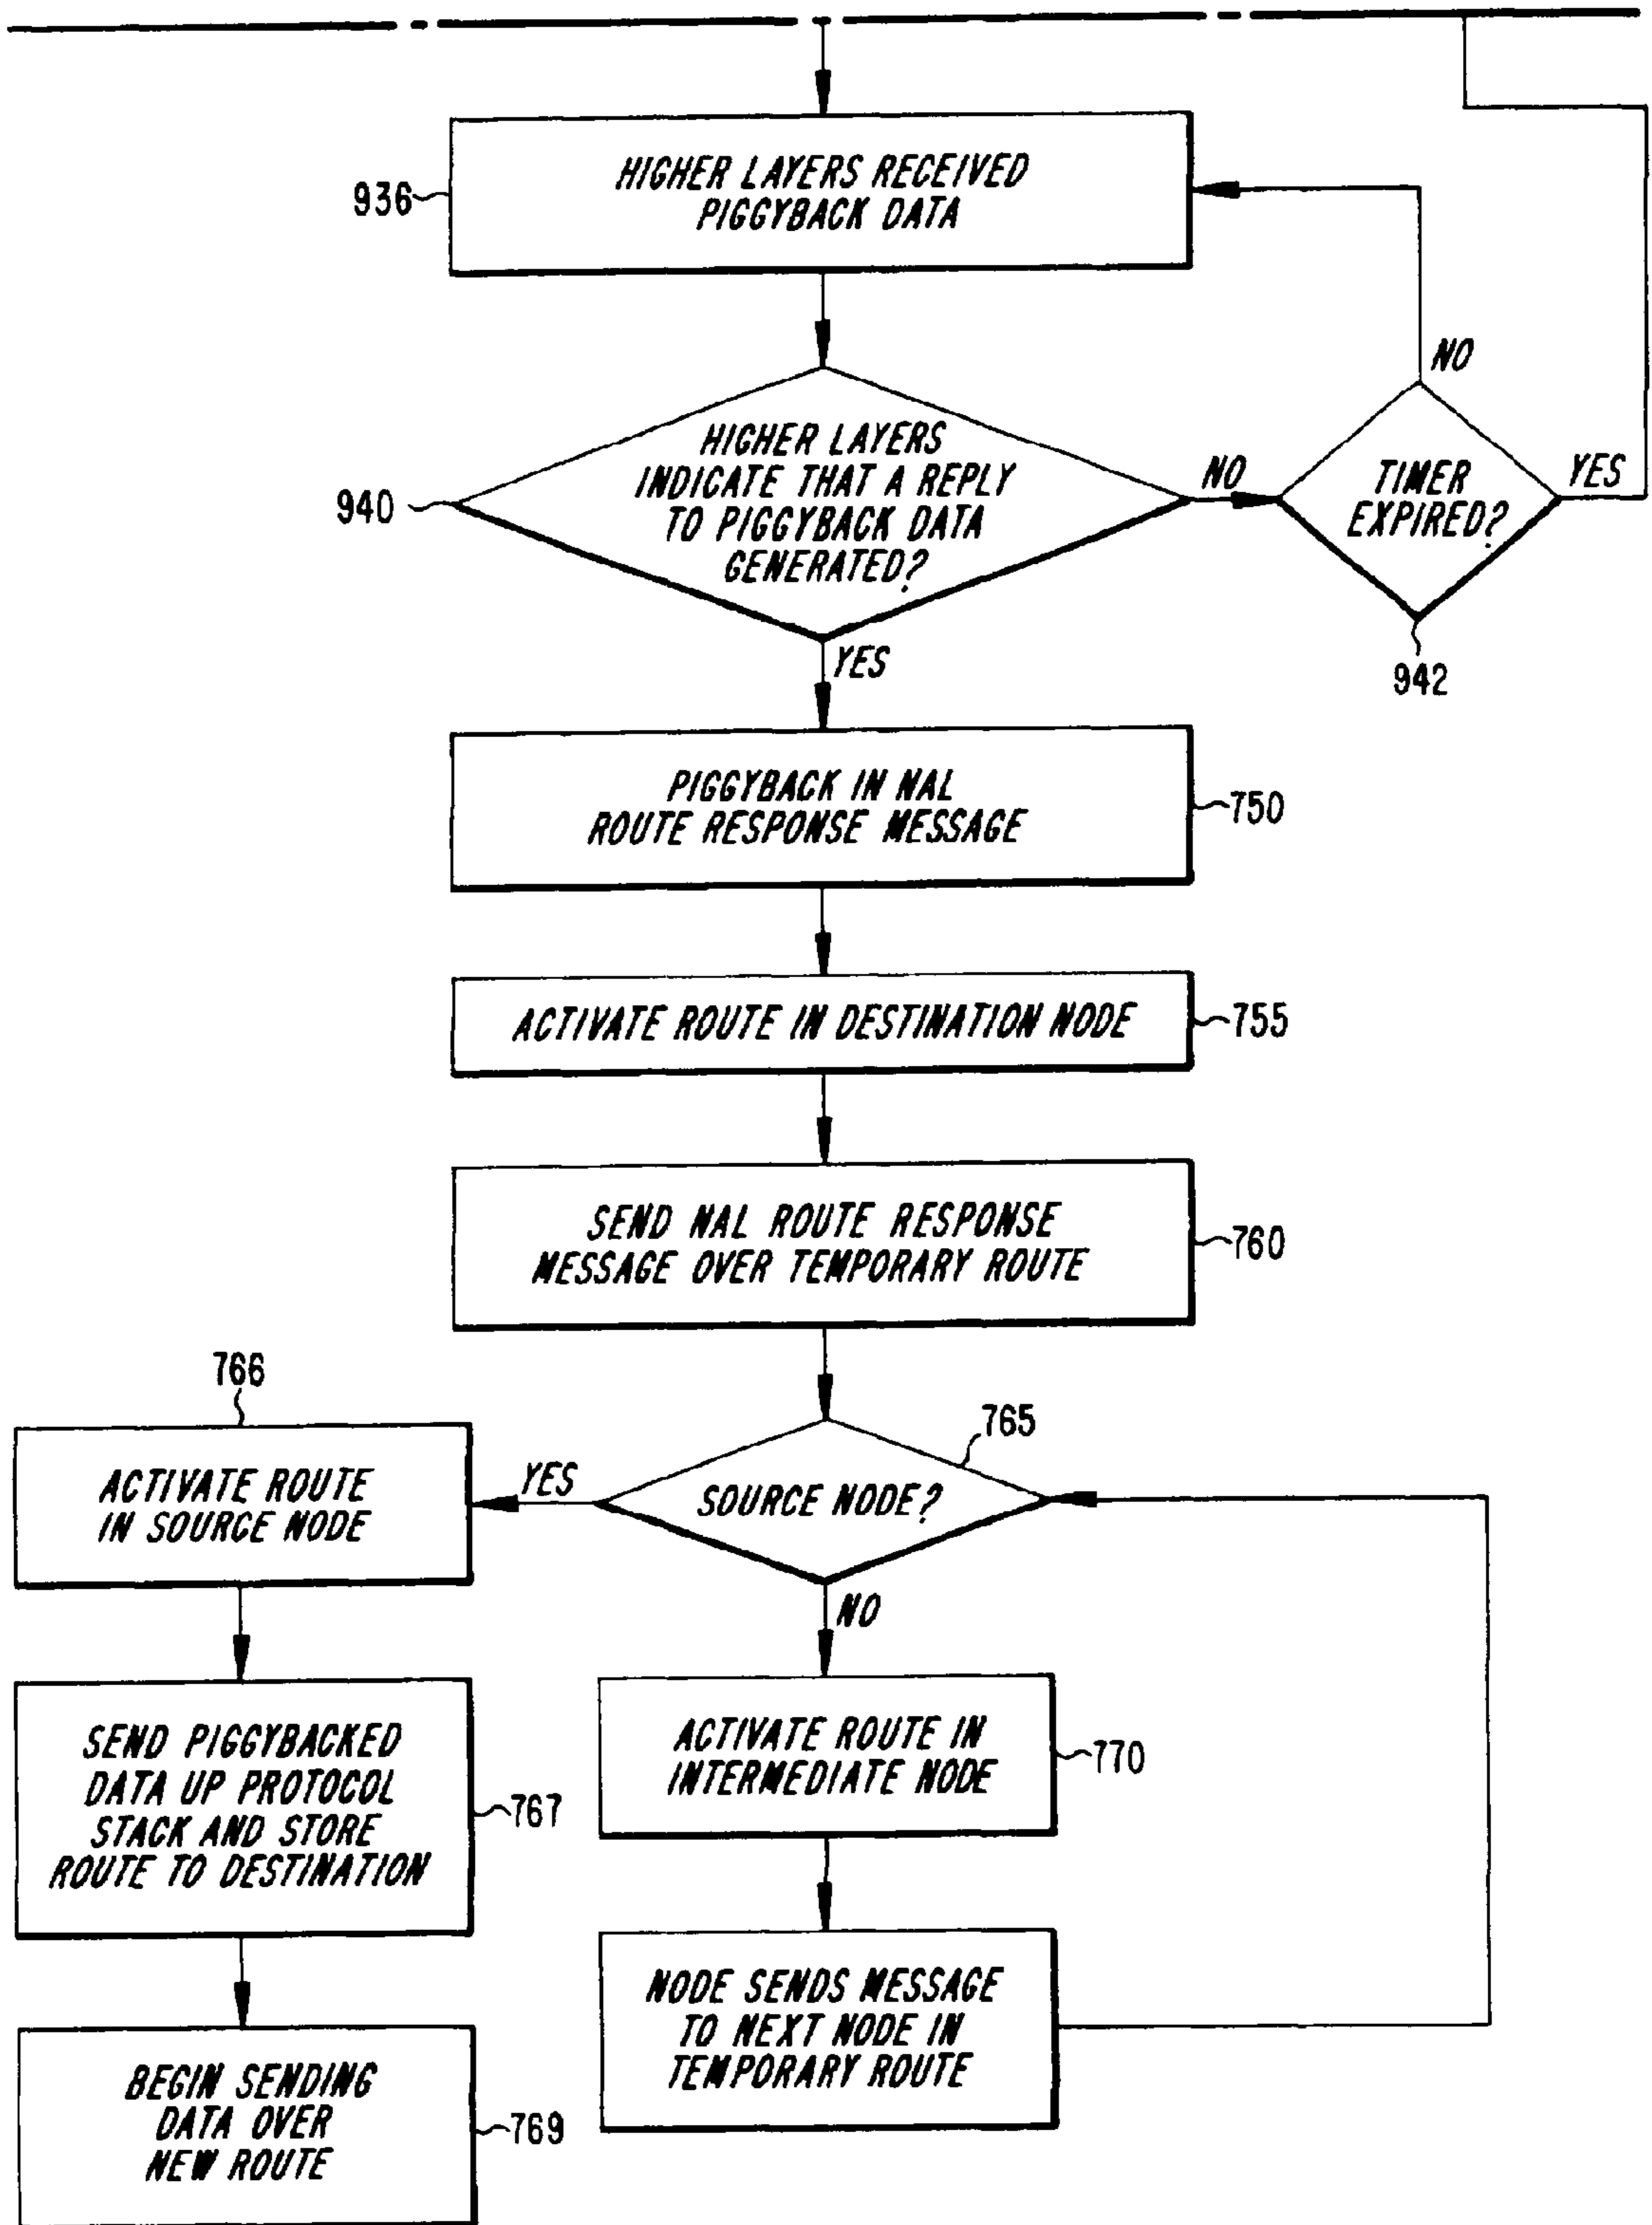 936
HIGHER LAYERS RECEIVED
PIGGYBACK DATA
NO
940
HIGHER LAYERS
INDICATE THAT A REPLY
TO PIGGYBACK DATA
GENERATED?
NO
TIMER
EXPIRED?
YES
942
YES
PIGGYBACK IN NAL
ROUTE RESPONSE MESSAGE
750
ACTIVATE ROUTE IN DESTINATION NODE
755
SEND NAL ROUTE RESPONSE
MESSAGE OVER TEMPORARY ROUTE
760
766
765
ACTIVATE ROUTE
IN SOURCE NODE
YES
SOURCE NODE?
NO
SEND PIGGYBACKED
DATA UP PROTOCOL
STACK AND STORE
ROUTE TO DESTINATION
767
ACTIVATE ROUTE IN
INTERMEDIATE NODE
770
NODE SENDS MESSAGE
TO NEXT NODE IN
TEMPORARY ROUTE
BEGIN SENDING
DATA OVER
NEW ROUTE
769